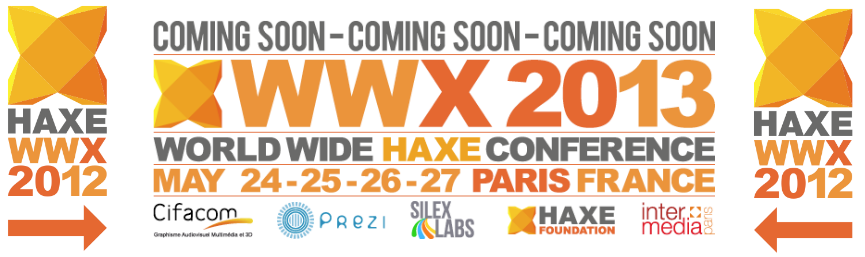 HAXE
WWX
2012
COMING SOON – COMING SOON – COMING SOON
WWX 2013
WORLD WIDE HAXE CONFERENCE
MAY 24 - 25 - 26 - 27 PARIS FRANCE
Cifacom
Graphisme Audiovisuel Multimédia et 3D
PREZI
SILEX
LABS
HAXE
FOUNDATION
inter
media
paris
HAXE
WWX
2012